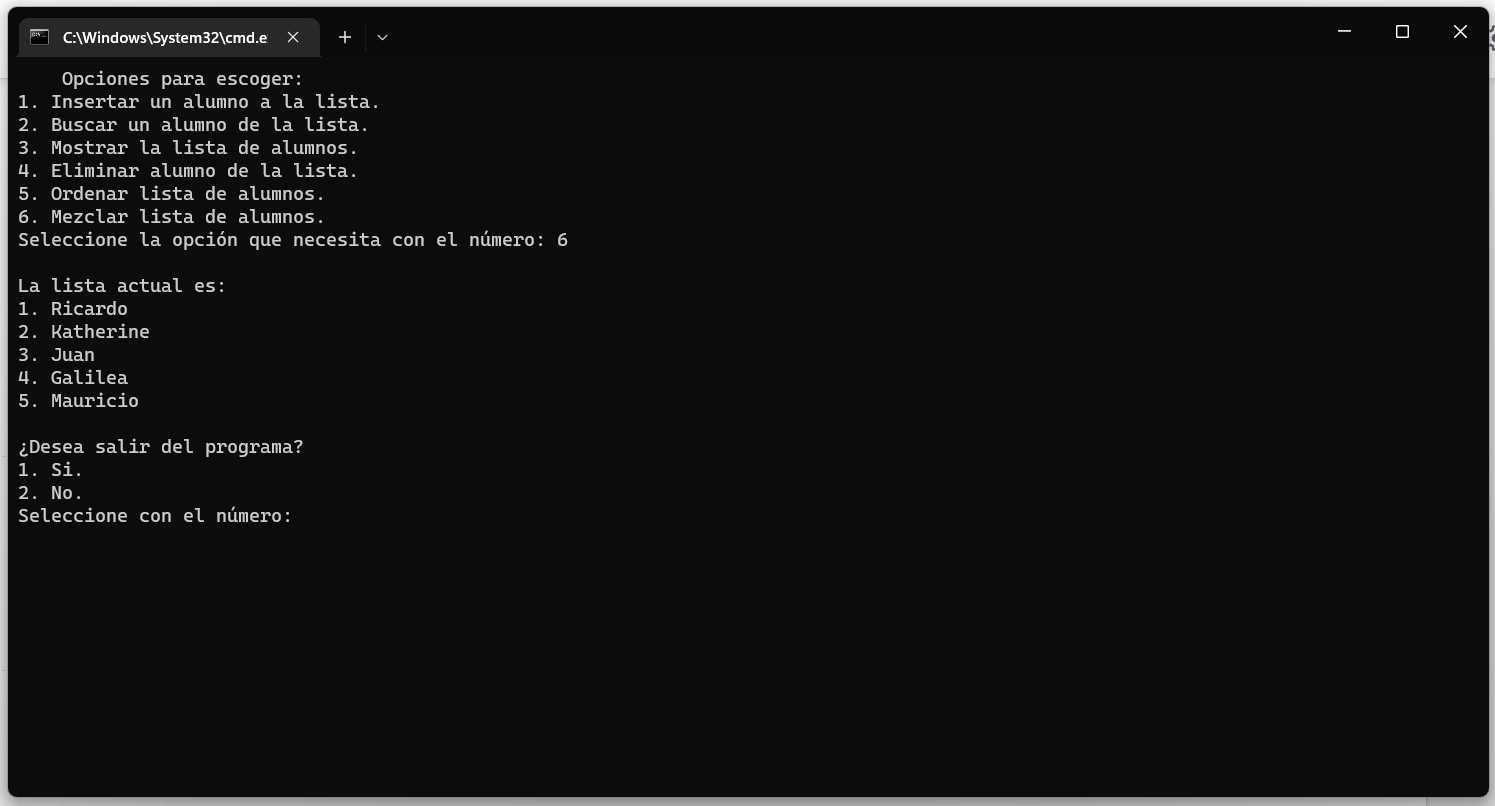 C:\Windows\System32\cmd.e
Opciones para escoger:
1. Insertar un alumno a la lista.
2. Buscar un alumno de la lista.
3. Mostrar la lista de alumnos.
4. Eliminar alumno de la lista.
5. Ordenar lista de alumnos.
6. Mezclar lista de alumnos.
Seleccione la opción que necesita con el número: 6
La lista actual es:
1. Ricardo
2. Katherine
3. Juan
4. Galilea
5. Mauricio
¿Desea salir del programa?
1. Si.
2. No.
Seleccione con el número: